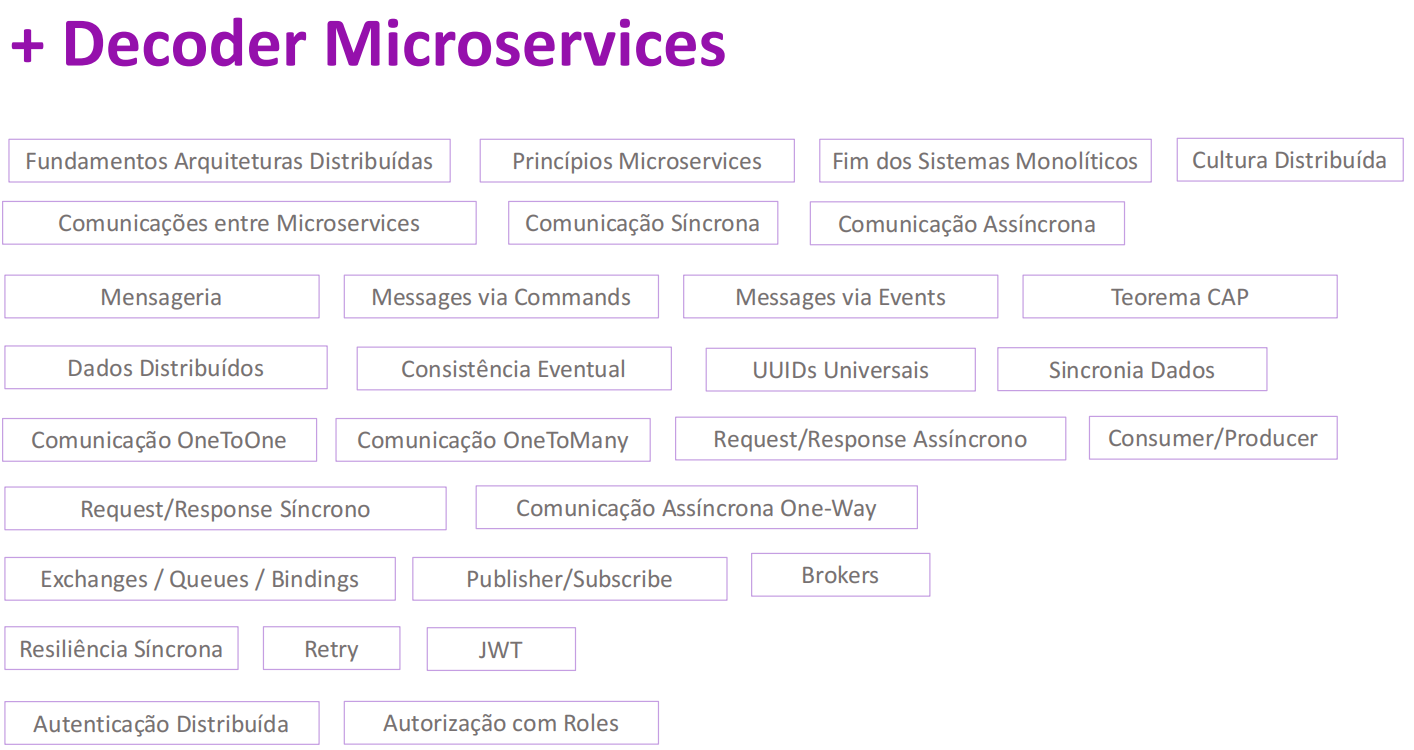 + Decoder Microservices
Fundamentos Arquiteturas Distribuídas
Princípios Microservices
Fim dos Sistemas Monolíticos
Cultura Distribuída
Comunicações entre Microservices
Comunicação Síncrona
Comunicação Assíncrona
Mensageria
Messages via Commands
Messages via Events
Teorema CAP
Dados Distribuídos
Consistência Eventual
UUIDs Universais
Sincronia Dados
Comunicação OneToOne
Comunicação OneToMany
Request/Response Assíncrono
Consumer/Producer
Request/Response Síncrono
Comunicação Assíncrona One-Way
Exchanges / Queues / Bindings
Publisher/Subscribe
Brokers
Resiliência Síncrona
Retry
JWT
Autenticação Distribuída
Autorização com Roles